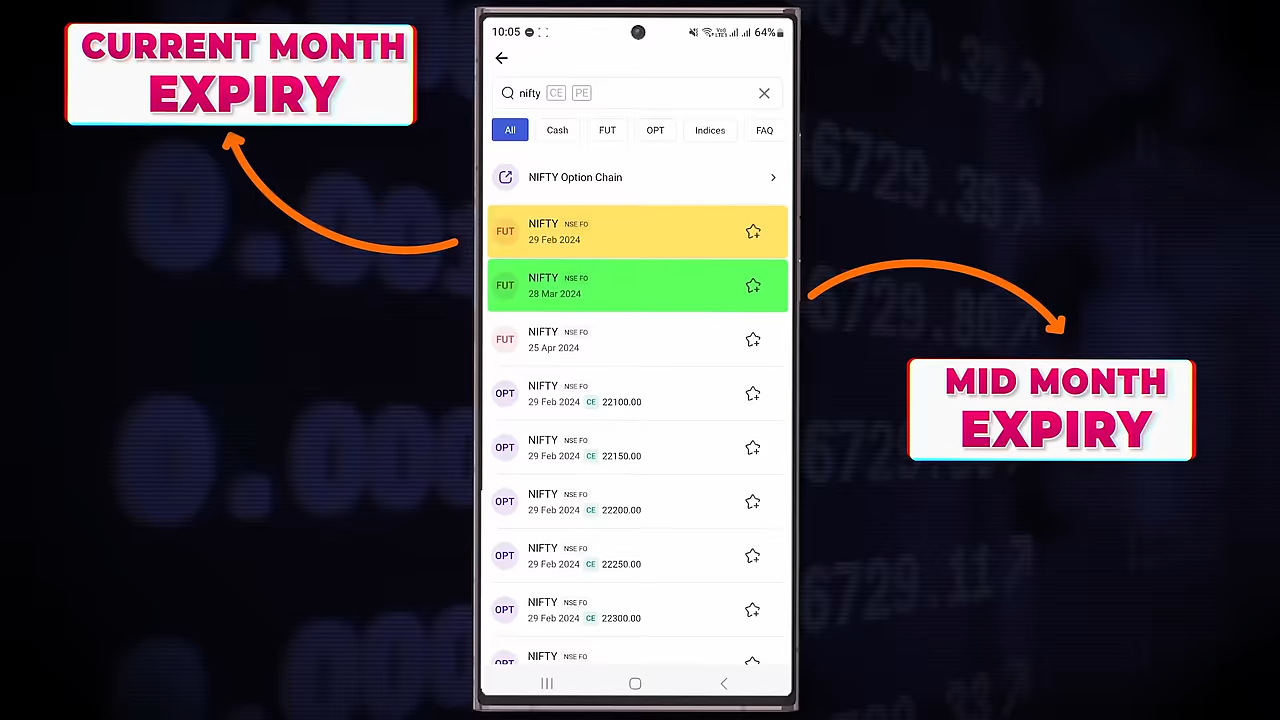 CURRENT MONTH
EXPIRY
10:05
64%
nifty CE PE
All Cash FUT OPT Indices FAQ
NIFTY Option Chain
FUT NIFTY NSE FO
29 Feb 2024
FUT NIFTY NSE FO
28 Mar 2024
FUT NIFTY NSE FO
25 Apr 2024
OPT NIFTY NSE FO
29 Feb 2024 CE 22100.00
OPT NIFTY NSE FO
29 Feb 2024 CE 22150.00
OPT NIFTY NSE FO
29 Feb 2024 CE 22200.00
OPT NIFTY NSE FO
29 Feb 2024 CE 22250.00
OPT NIFTY NSE FO
29 Feb 2024 CE 22300.00
OPT NIFTY NSE FO
MID MONTH
EXPIRY